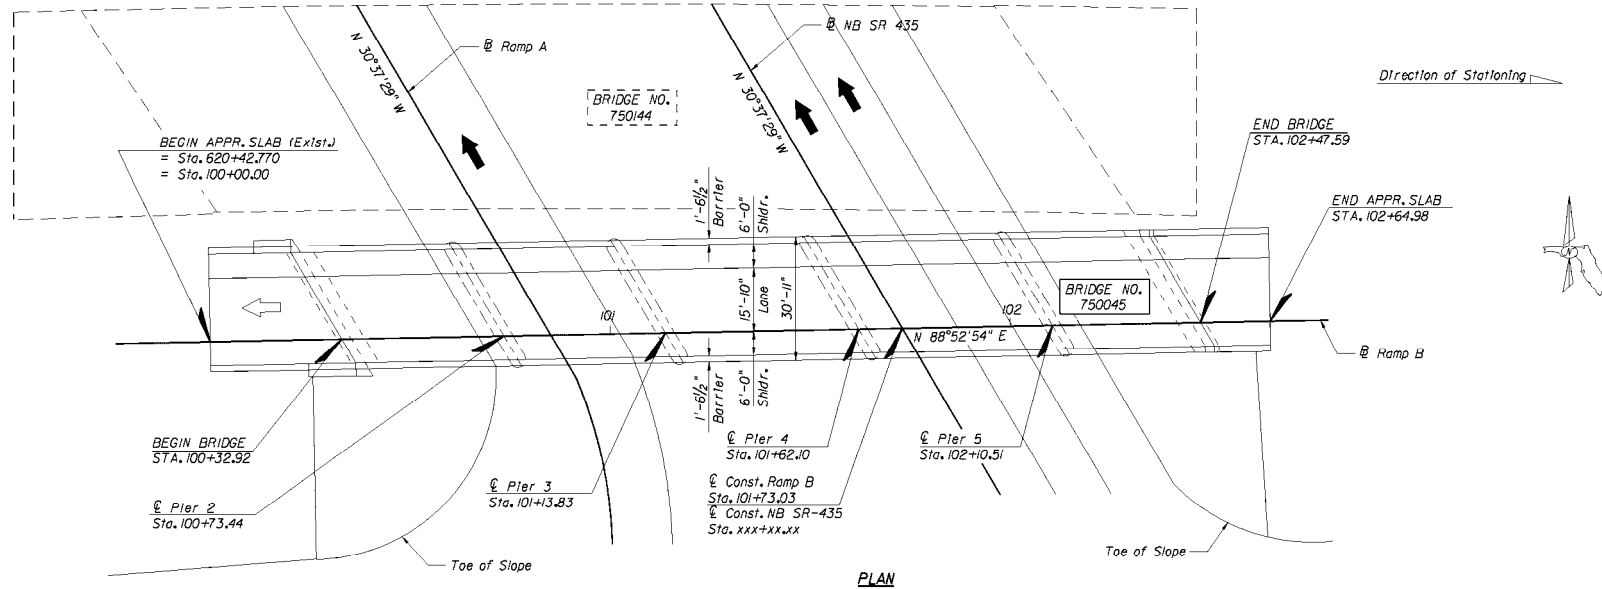 ℄ NB SR 435
℄ Ramp A
N 30°37'29" W
N 30°37'29" W
Direction of Stationing
BRIDGE NO.
750144
BEGIN APPR. SLAB (Exist.)
= Sta. 620+42.770
= Sta. 100+00.00
END BRIDGE
STA. 102+47.59
END APPR. SLAB
STA. 102+64.98
1'-6½"
Barrier
6'-0"
Shldr.
N
15'-10"
Lane
30'-11"
BRIDGE NO.
750045
101
102
N 88°52'54" E
℄ Ramp B
1'-6½"
Barrier
6'-0"
Shldr.
BEGIN BRIDGE
STA. 100+32.92
℄ Pier 2
Sta. 100+73.44
℄ Pier 3
Sta. 101+13.83
℄ Pier 4
Sta. 101+62.10
℄ Pier 5
Sta. 102+10.51
℄ Const. Ramp B
Sta. 101+73.03
℄ Const. NB SR-435
Sta. xxx+xx.xx
Toe of Slope
Toe of Slope
PLAN